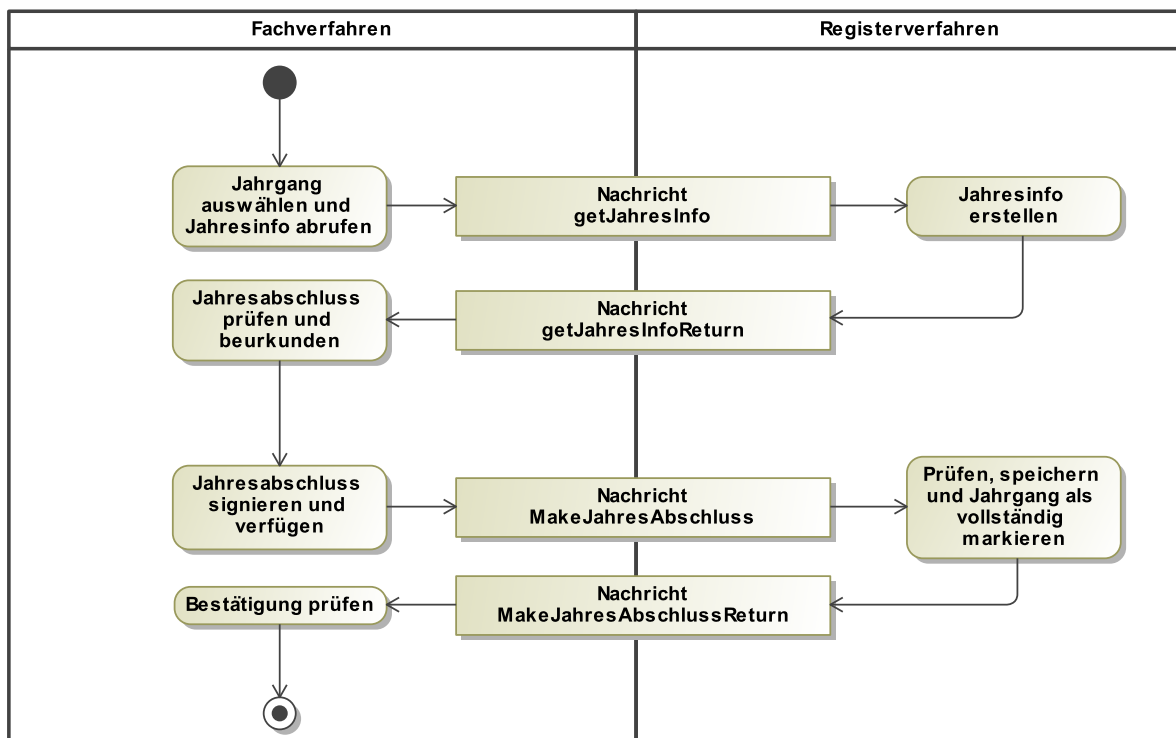 Fachverfahren
Registerverfahren
Jahrgang
auswählen und
Jahresinfo abrufen
Nachricht
getJahresInfo
Jahresinfo
erstellen
Jahresabschluss
prüfen und
beurkunden
Nachricht
getJahresInfoReturn
Jahresabschluss
signieren und
verfügen
Nachricht
MakeJahresAbschluss
Prüfen, speichern
und Jahrgang als
vollständig
markieren
Bestätigung prüfen
Nachricht
MakeJahresAbschlussReturn